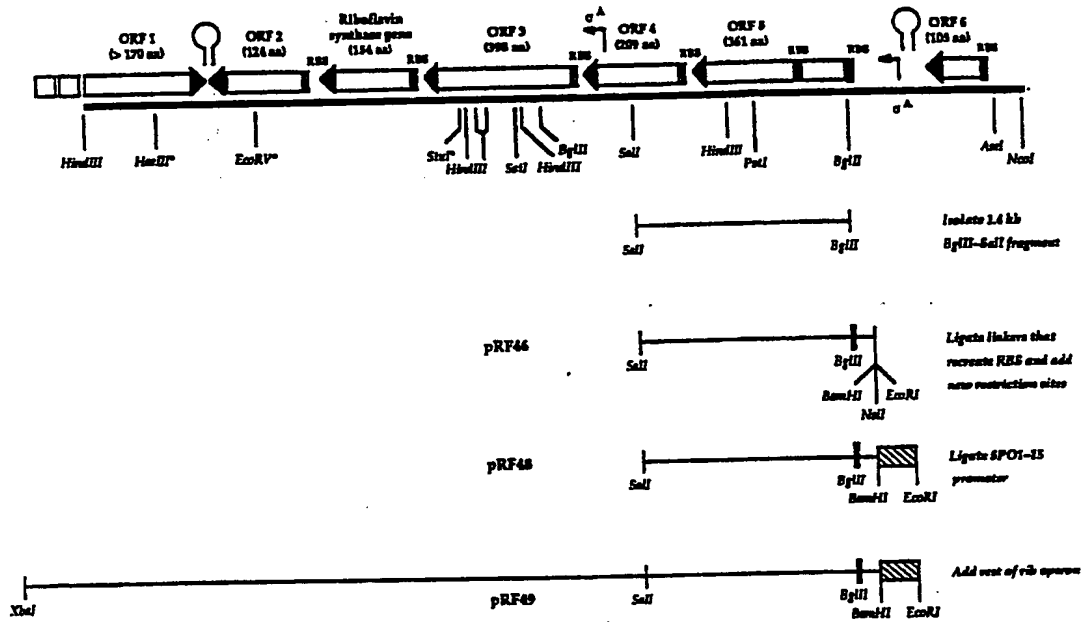 ORF 1
(> 170 aa)
ORF 2
(124 aa)
RBS
Riboflavin
synthase gene
(154 aa)
RBS
ORF 3
(398 aa)
RBS
σA
ORF 4
(209 aa)
RBS
ORF 5
(361 aa)
RBS
RBS
σA
ORF 6
(105 aa)
RBS
HindIII
HaeIII*
EcoRV*
HindIII
SstI
HindIII
BglII
SalI
HindIII
PstI
BglII
NcoI
SalI
BglII
Isolate 1.4 kb
BglII–SalI fragment
pRF46
SalI
BglII
BamHI
EcoRI
NsiI
Ligate linkers that
recreate RBS and add
new restriction sites
pRF48
SalI
BglII
BamHI
EcoRI
Ligate SPO1–15
promoter
XbaI
pRF49
SalI
BglII
BamHI
EcoRI
Add rest of rib operon